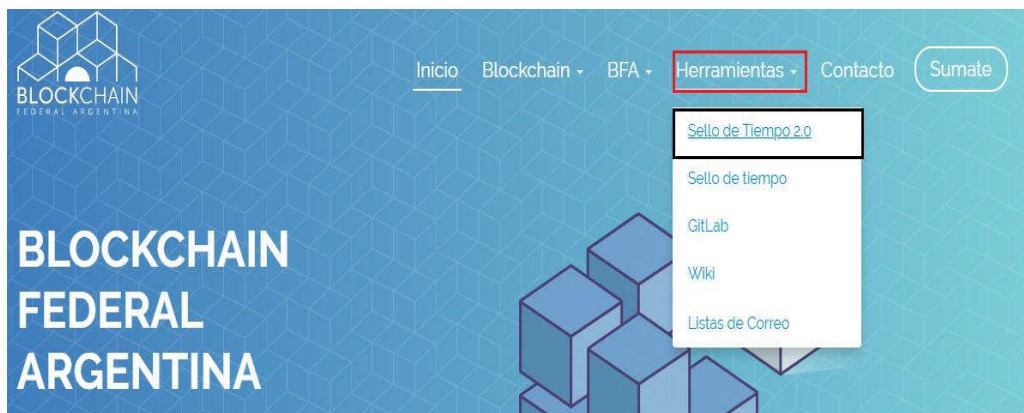 BLOCKCHAIN
FEDERAL ARGENTINA
Inicio Blockchain BFA Herramientas Contacto Sumate
Sello de Tiempo 2.0
Sello de tiempo
GitLab
Wiki
Listas de Correo
BLOCKCHAIN
FEDERAL
ARGENTINA